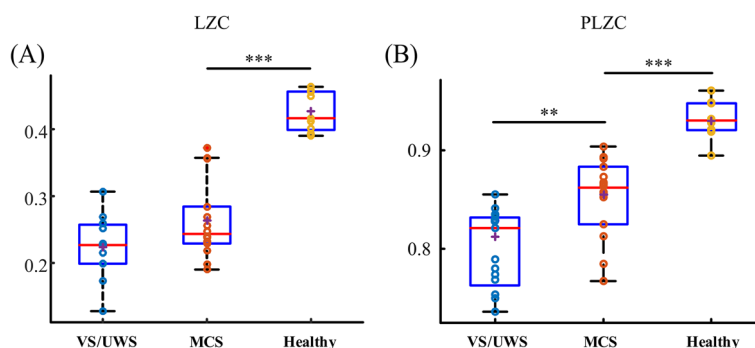 LZC
PLZC
(A)
***
0.4
0.3
0.2
VS/UWS MCS Healthy
(B)
***
**
0.9
0.8
VS/UWS MCS Healthy